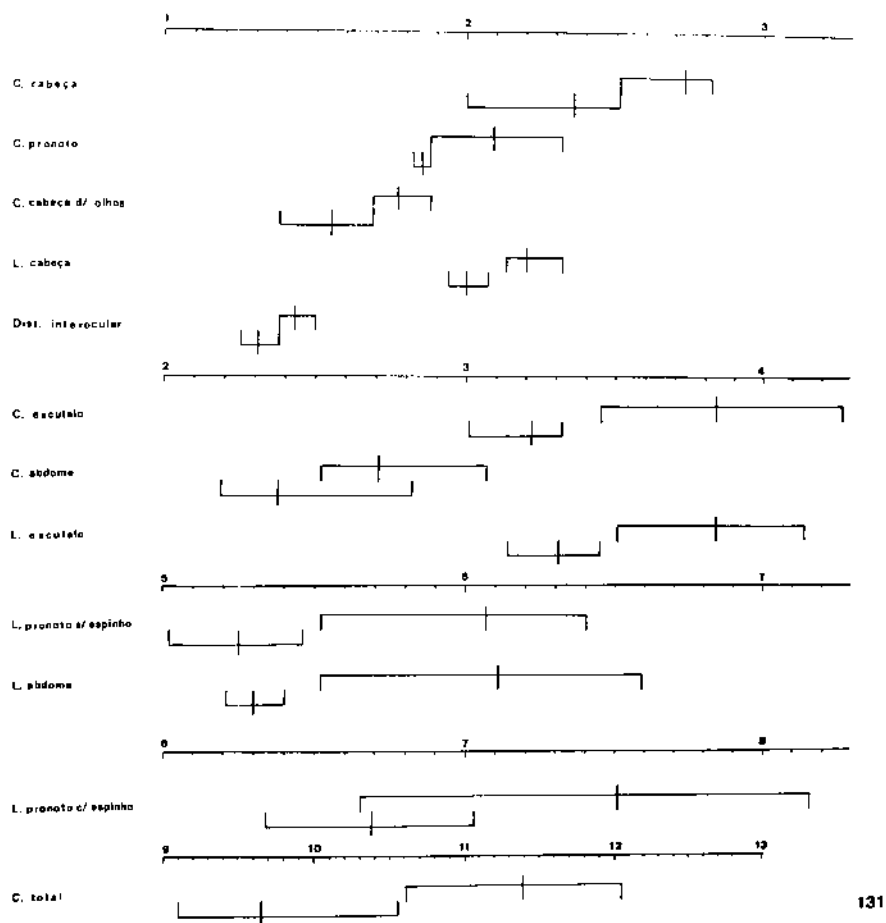 1 2 3
C. cabeça
C. pronoto
C. cabeça d/ olhos
L. cabeça
Dist. interocular
2 3 4
C. escutelo
C. abdome
L. escutelo
5 6 7
L. pronoto s/ espinho
L. abdome
6 7 8
L. pronoto c/ espinho
9 10 11 12 13
C. total
131